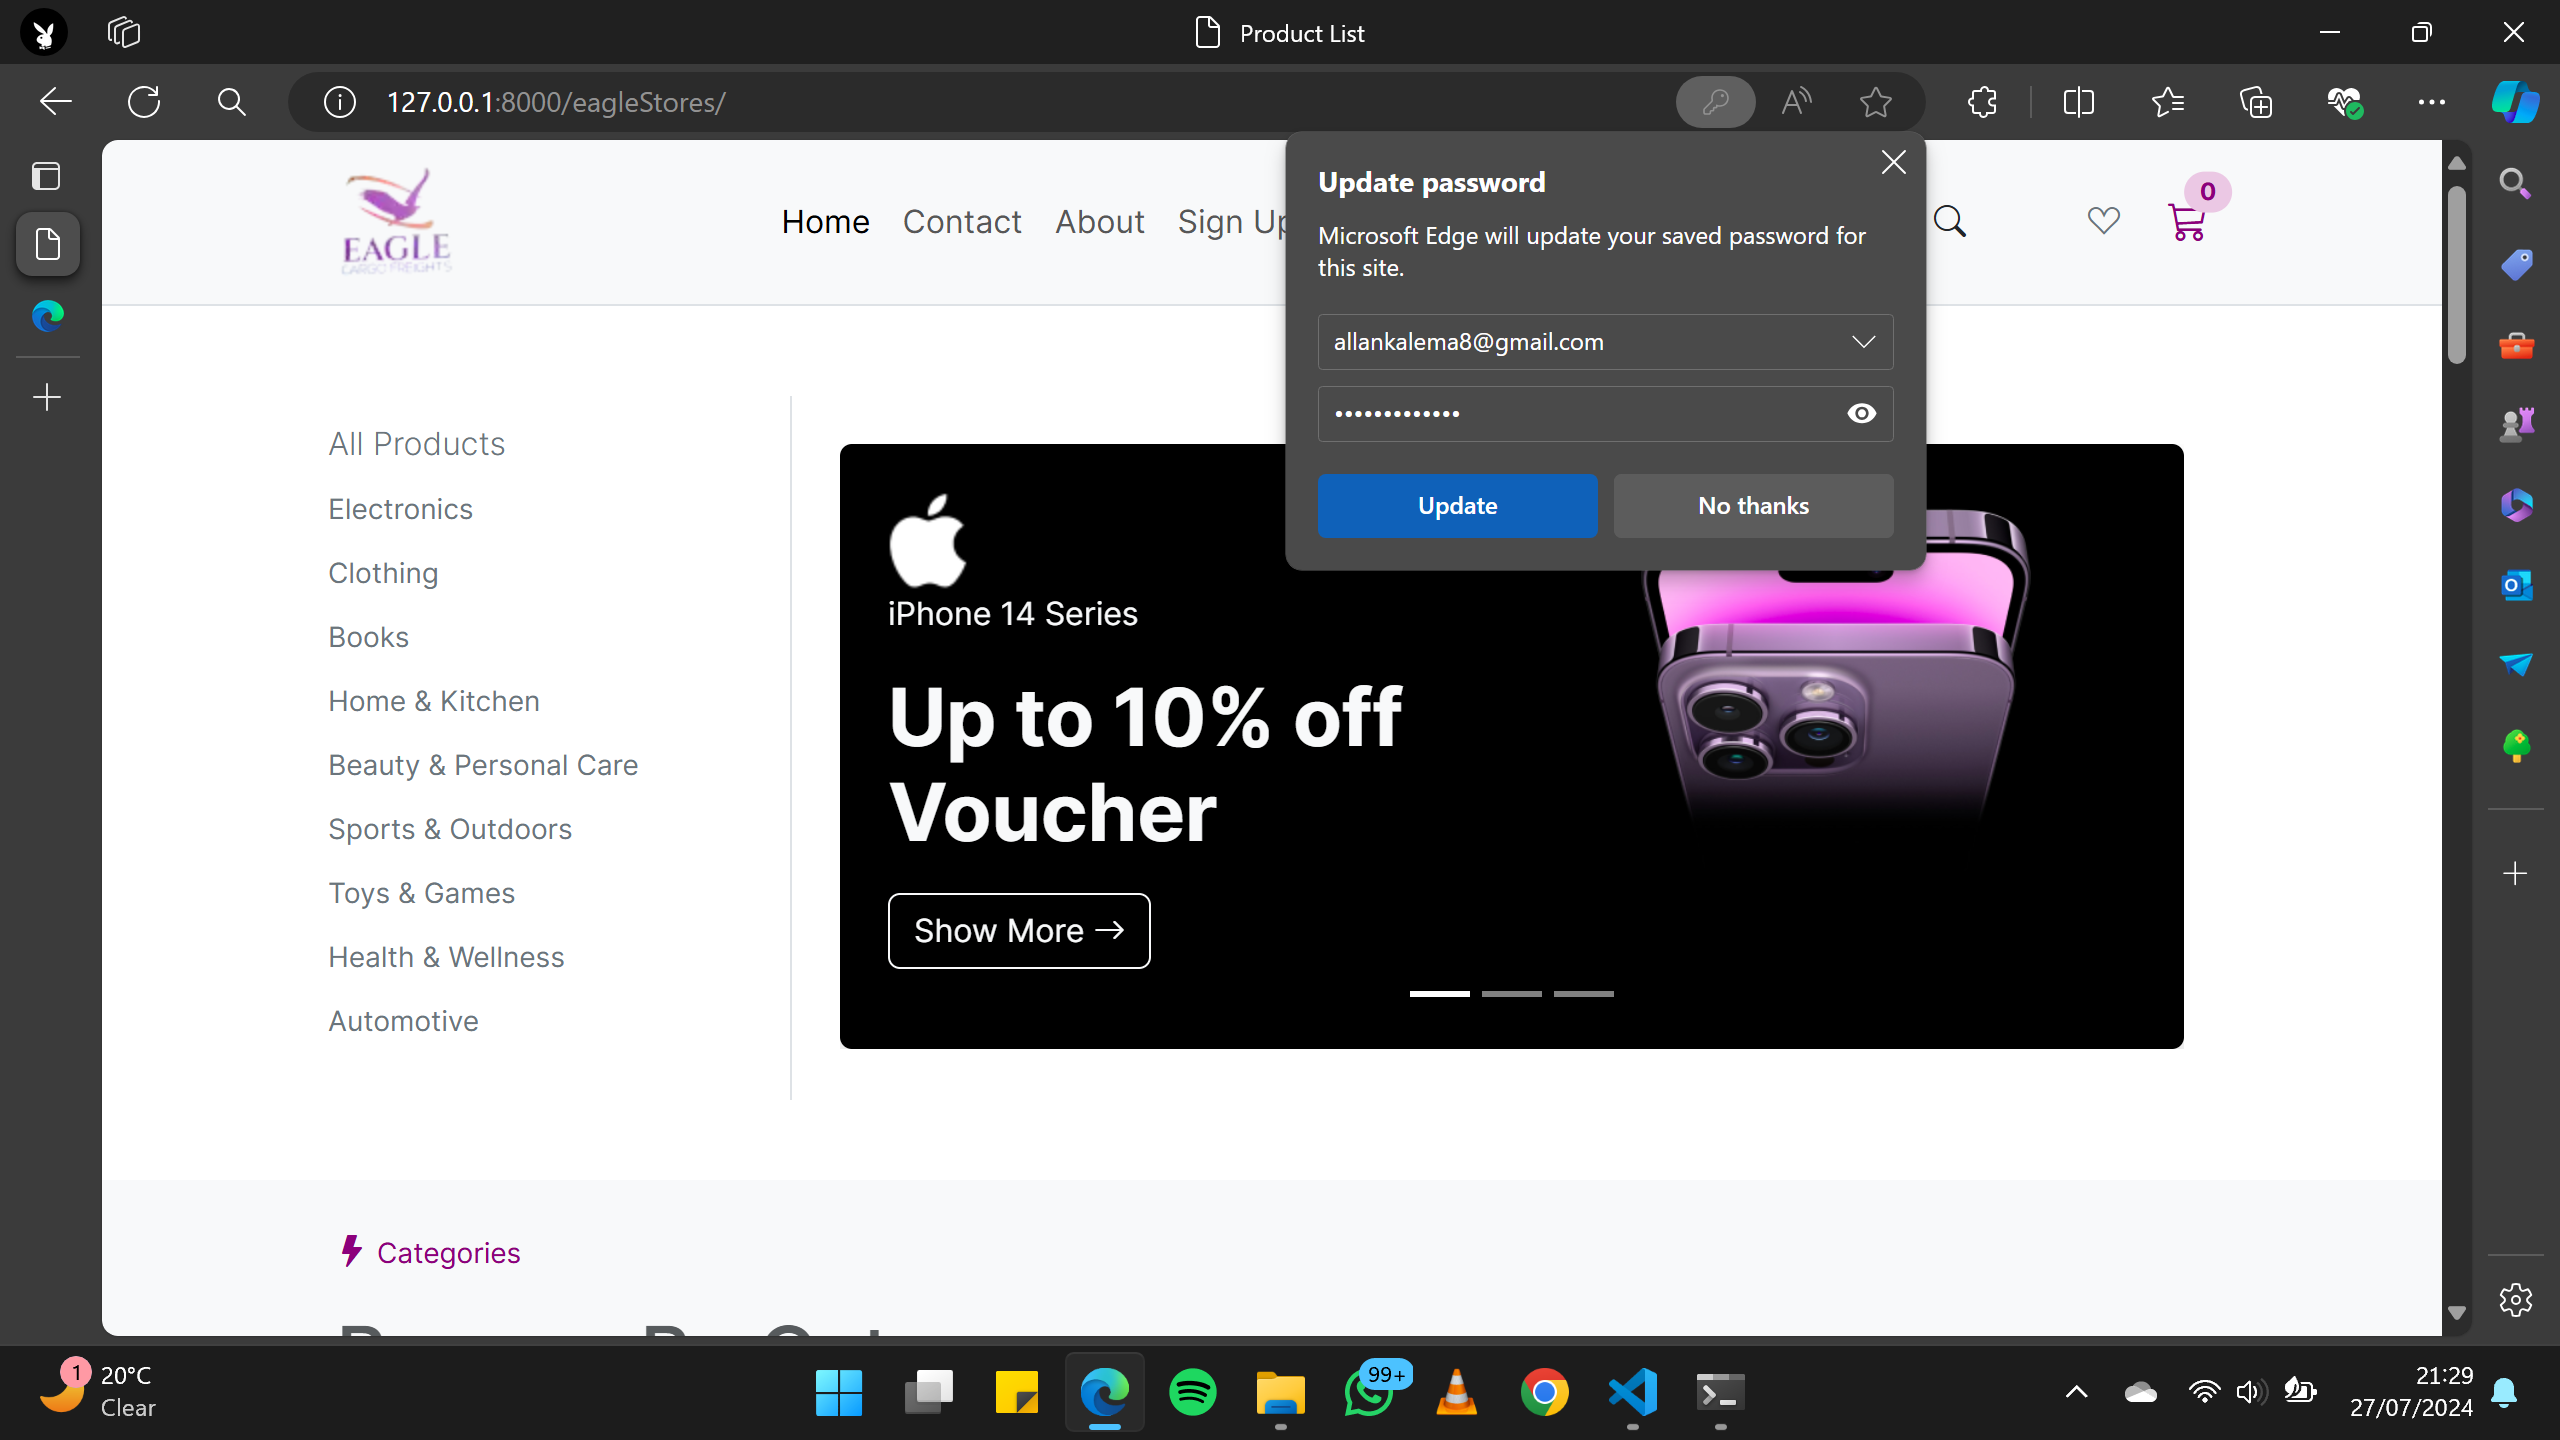 Product List
127.0.0.1:8000/eagleStores/
EAGLE
CARGO FREIGHTS
Home
Contact
About
Sign Up
0
Update password
Microsoft Edge will update your saved password for
this site.
allankalema8@gmail.com
•••••••••••••
Update
No thanks
All Products
Electronics
Clothing
Books
Home & Kitchen
Beauty & Personal Care
Sports & Outdoors
Toys & Games
Health & Wellness
Automotive
iPhone 14 Series
Up to 10% off
Voucher
Show More →
Categories
1
20°C
Clear
99+
21:29
27/07/2024